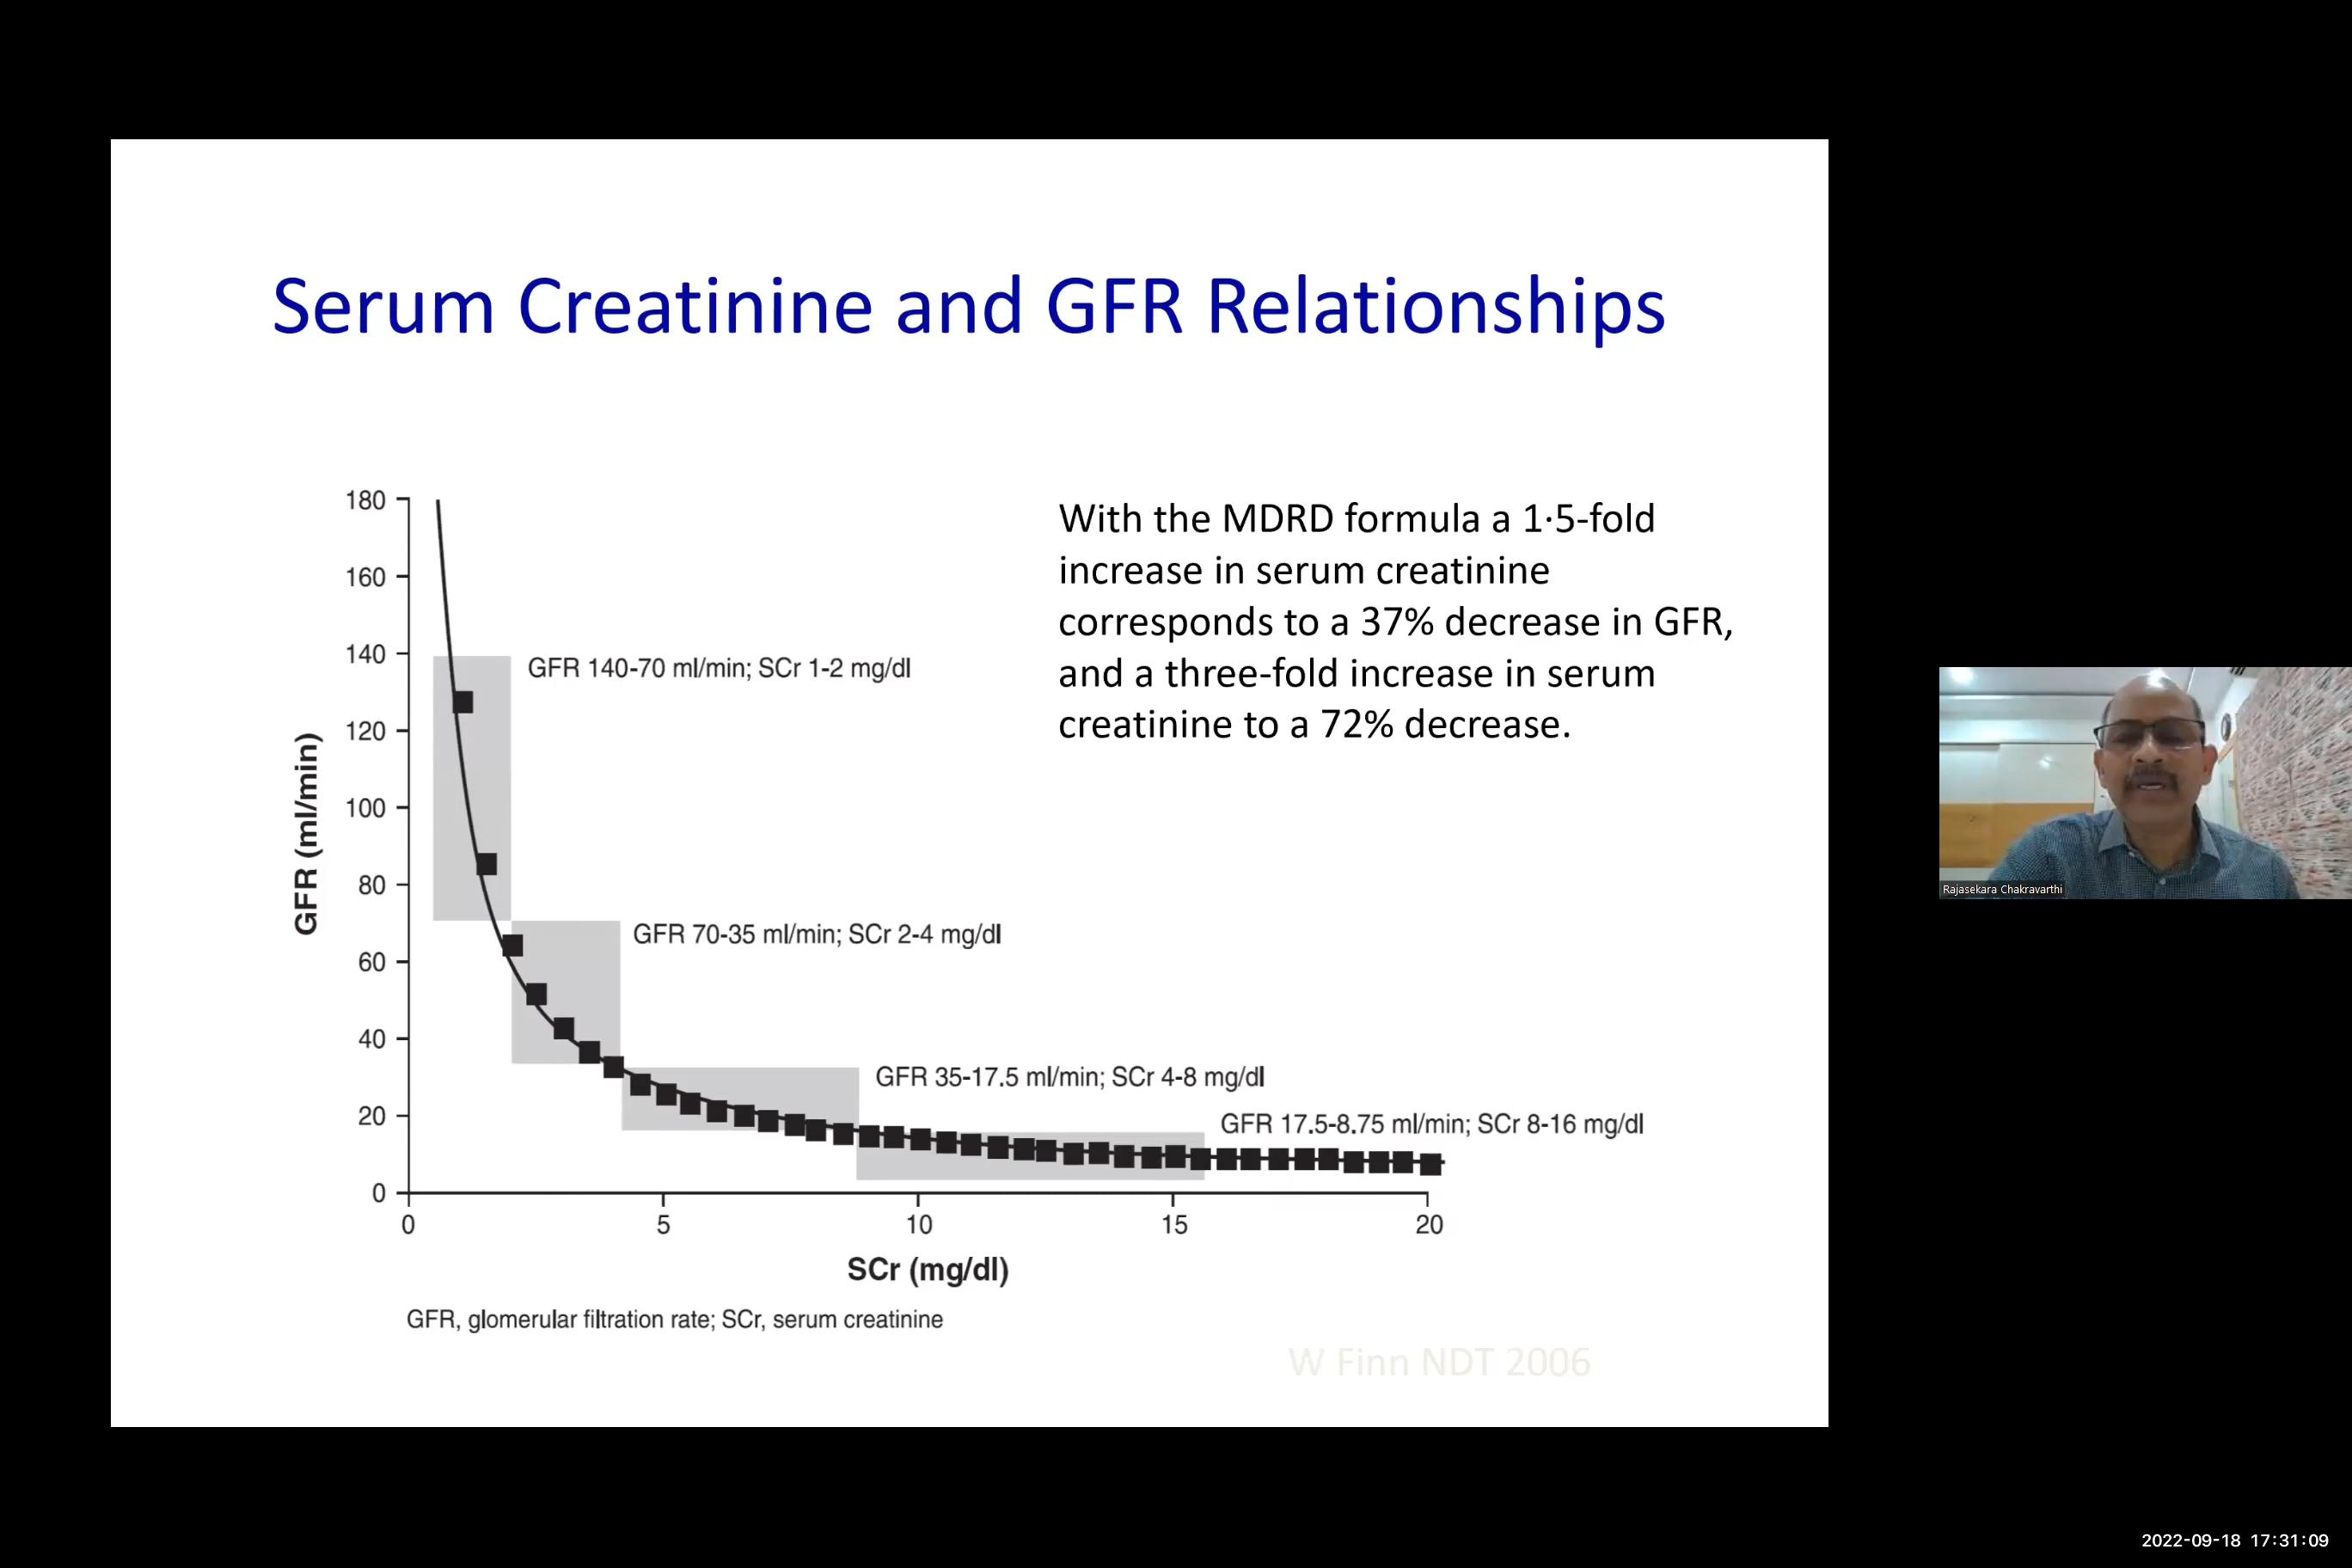 Serum Creatinine and GFR Relationships
With the MDRD formula a 1·5-fold
increase in serum creatinine
corresponds to a 37% decrease in GFR,
and a three-fold increase in serum
creatinine to a 72% decrease.
GFR (ml/min)
180
160
140
120
100
80
60
40
20
0
GFR 140-70 ml/min; SCr 1-2 mg/dl
GFR 70-35 ml/min; SCr 2-4 mg/dl
GFR 35-17.5 ml/min; SCr 4-8 mg/dl
GFR 17.5-8.75 ml/min; SCr 8-16 mg/dl
0 5 10 15 20
SCr (mg/dl)
GFR, glomerular filtration rate; SCr, serum creatinine
W Finn NDT 2006
Rajasekara Chakravarthi
2022-09-18 17:31:09